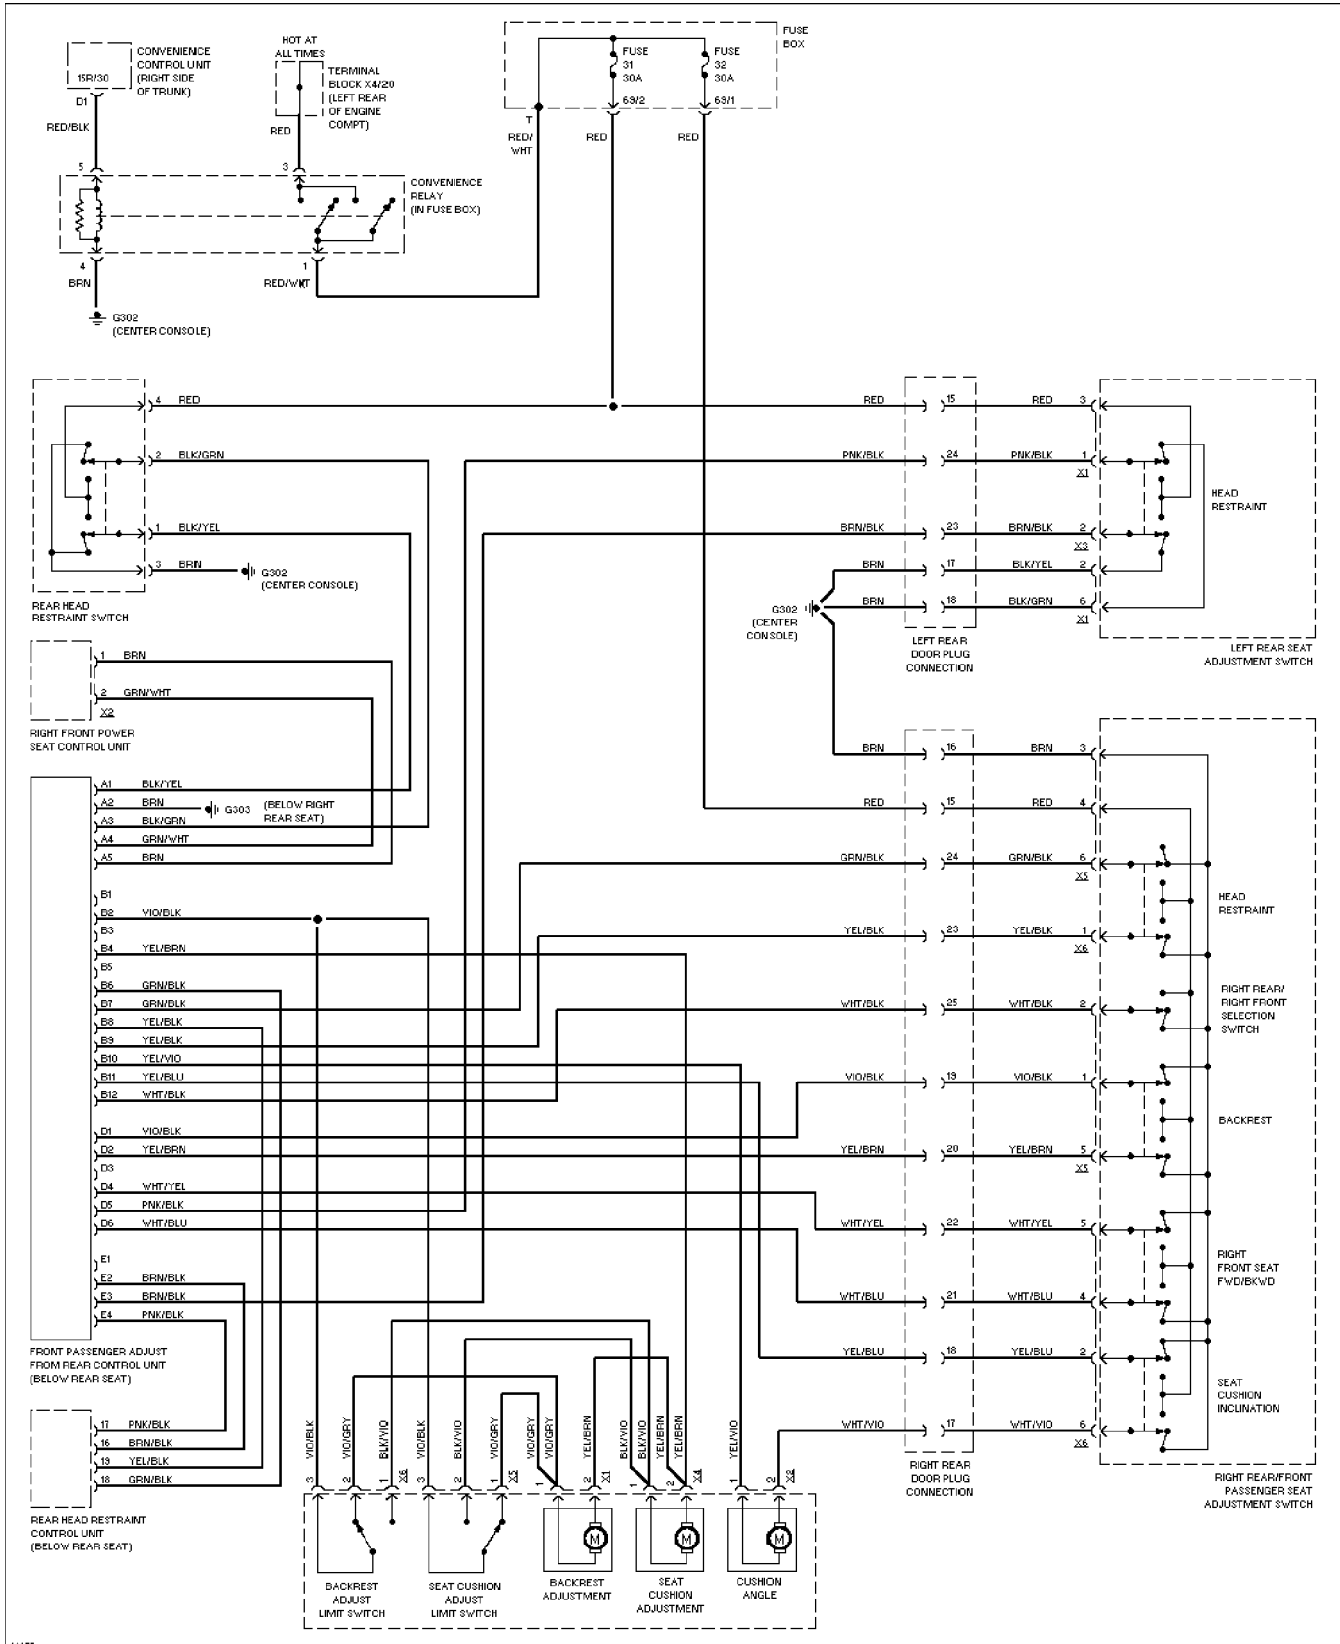 CONVENIENCE
CONTROL UNIT
(RIGHT SIDE
OF TRUNK)
15R/30
D1
RED/BLK
HOT AT
ALL TIMES
TERMINAL
BLOCK X4/20
(LEFT REAR
OF ENGINE
COMPT)
RED
FUSE
BOX
FUSE
31
30A
FUSE
32
30A
69/2
69/1
T
RED/
WHT
RED
RED
5
3
CONVENIENCE
RELAY
(IN FUSE BOX)
4
1
BRN
RED/WHT
G302
(CENTER CONSOLE)
4 RED
2 BLK/GRN
1 BLK/YEL
3 BRN
G302
(CENTER CONSOLE)
REAR HEAD
RESTRAINT SWITCH
RED 15 RED 3
PNK/BLK 24 PNK/BLK 1
X1
BRN/BLK 23 BRN/BLK 2
X3
BRN 17 BLK/YEL 2
BRN 18 BLK/GRN 6
X1
HEAD
RESTRAINT
G302
(CENTER
CONSOLE)
LEFT REAR
DOOR PLUG
CONNECTION
LEFT REAR SEAT
ADJUSTMENT SWITCH
1 BRN
2 GRN/WHT
X2
RIGHT FRONT POWER
SEAT CONTROL UNIT
A1 BLK/YEL
A2 BRN
G303
(BELOW RIGHT
REAR SEAT)
A3 BLK/GRN
A4 GRN/WHT
A5 BRN
B1
B2 VIO/BLK
B3
B4 YEL/BRN
B5
B6 GRN/BLK
B7 GRN/BLK
B8 YEL/BLK
B9 YEL/BLK
B10 YEL/VIO
B11 YEL/BLU
B12 WHT/BLK
D1 VIO/BLK
D2 YEL/BRN
D3
D4 WHT/YEL
D5 PNK/BLK
D6 WHT/BLU
E1
E2 BRN/BLK
E3 BRN/BLK
E4 PNK/BLK
FRONT PASSENGER ADJUST
FROM REAR CONTROL UNIT
(BELOW REAR SEAT)
17 PNK/BLK
16 BRN/BLK
19 YEL/BLK
18 GRN/BLK
REAR HEAD RESTRAINT
CONTROL UNIT
(BELOW REAR SEAT)
BRN 16 BRN 3
RED 15 RED 4
GRN/BLK 24 GRN/BLK 6
X5
YEL/BLK 23 YEL/BLK 1
X6
WHT/BLK 25 WHT/BLK 2
VIO/BLK 19 VIO/BLK 1
YEL/BRN 20 YEL/BRN 5
X5
WHT/YEL 22 WHT/YEL 5
WHT/BLU 21 WHT/BLU 4
YEL/BLU 18 YEL/BLU 2
WHT/VIO 17 WHT/VIO 6
X6
HEAD
RESTRAINT
RIGHT REAR/
RIGHT FRONT
SELECTION
SWITCH
BACKREST
RIGHT
FRONT SEAT
FWD/BKWD
SEAT
CUSHION
INCLINATION
RIGHT REAR
DOOR PLUG
CONNECTION
RIGHT REAR/FRONT
PASSENGER SEAT
ADJUSTMENT SWITCH
3 VIO/BLK
2 VIO/GRY
1 BLK/VIO
X6
3 VIO/BLK
2 BLK/VIO
1 VIO/GRY
X5
VIO/GRY
1 VIO/GRY
2 YEL/BRN
X1
BLK/VIO
1 BLK/VIO
YEL/BRN
2 YEL/BRN
X4
1 YEL/VIO
2
X2
M
M
M
BACKREST
ADJUST
LIMIT SWITCH
SEAT CUSHION
ADJUST
LIMIT SWITCH
BACKREST
ADJUSTMENT
SEAT
CUSHION
ADJUSTMENT
CUSHION
ANGLE